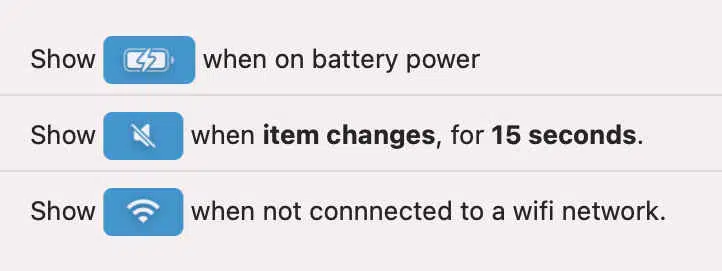 Show when on battery power
Show when item changes, for 15 seconds.
Show when not connnected to a wifi network.